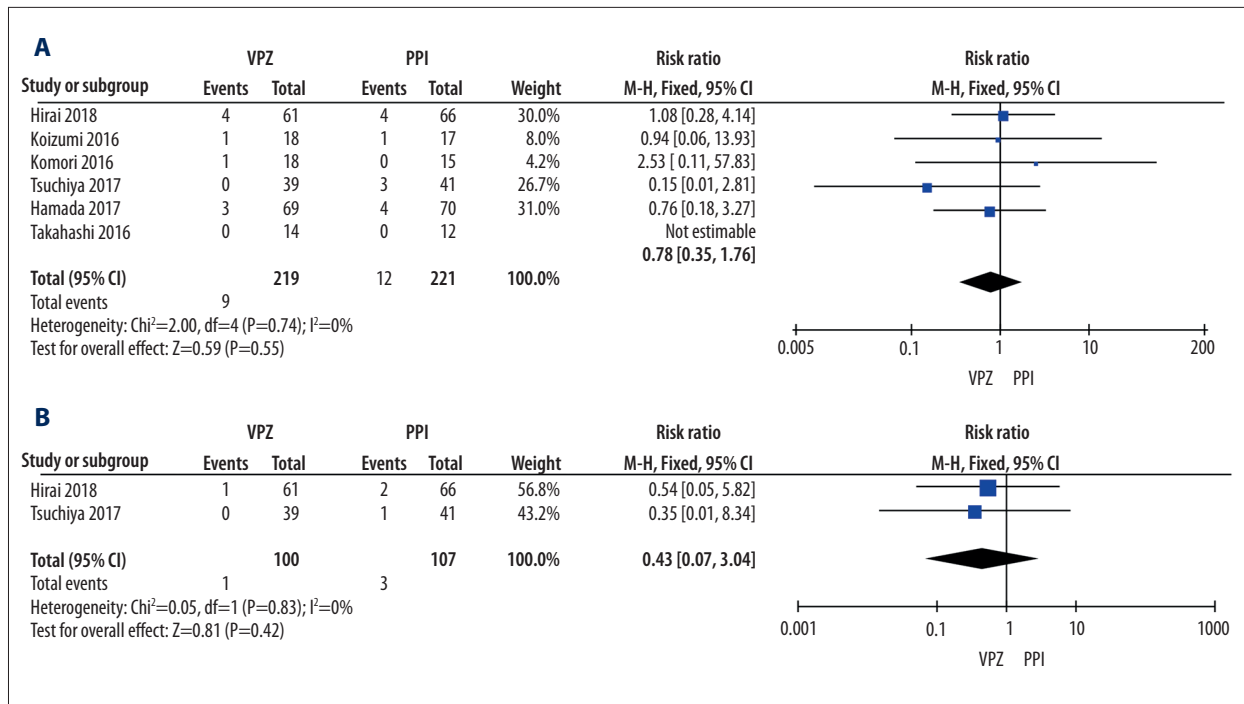 A
VPZ PPI Risk ratio Risk ratio
Study or subgroup Events Total Events Total Weight M-H, Fixed, 95% CI M-H, Fixed, 95% CI
Hirai 2018 4 61 4 66 30.0% 1.08 [0.28, 4.14]
Koizumi 2016 1 18 1 17 8.0% 0.94 [0.06, 13.93]
Komori 2016 1 18 0 15 4.2% 2.53 [ 0.11, 57.83]
Tsuchiya 2017 0 39 3 41 26.7% 0.15 [0.01, 2.81]
Hamada 2017 3 69 4 70 31.0% 0.76 [0.18, 3.27]
Takahashi 2016 0 14 0 12 Not estimable
0.78 [0.35, 1.76]
Total (95% CI) 219 12 221 100.0%
Total events 9
Heterogeneity: Chi²=2.00, df=4 (P=0.74); I²=0%
Test for overall effect: Z=0.59 (P=0.55)
0.005 0.1 1 10 200
VPZ PPI
B
VPZ PPI Risk ratio Risk ratio
Study or subgroup Events Total Events Total Weight M-H, Fixed, 95% CI M-H, Fixed, 95% CI
Hirai 2018 1 61 2 66 56.8% 0.54 [0.05, 5.82]
Tsuchiya 2017 0 39 1 41 43.2% 0.35 [0.01, 8.34]
Total (95% CI) 100 107 100.0% 0.43 [0.07, 3.04]
Total events 1 3
Heterogeneity: Chi²=0.05, df=1 (P=0.83); I²=0%
Test for overall effect: Z=0.81 (P=0.42)
0.001 0.1 1 10 1000
VPZ PPI